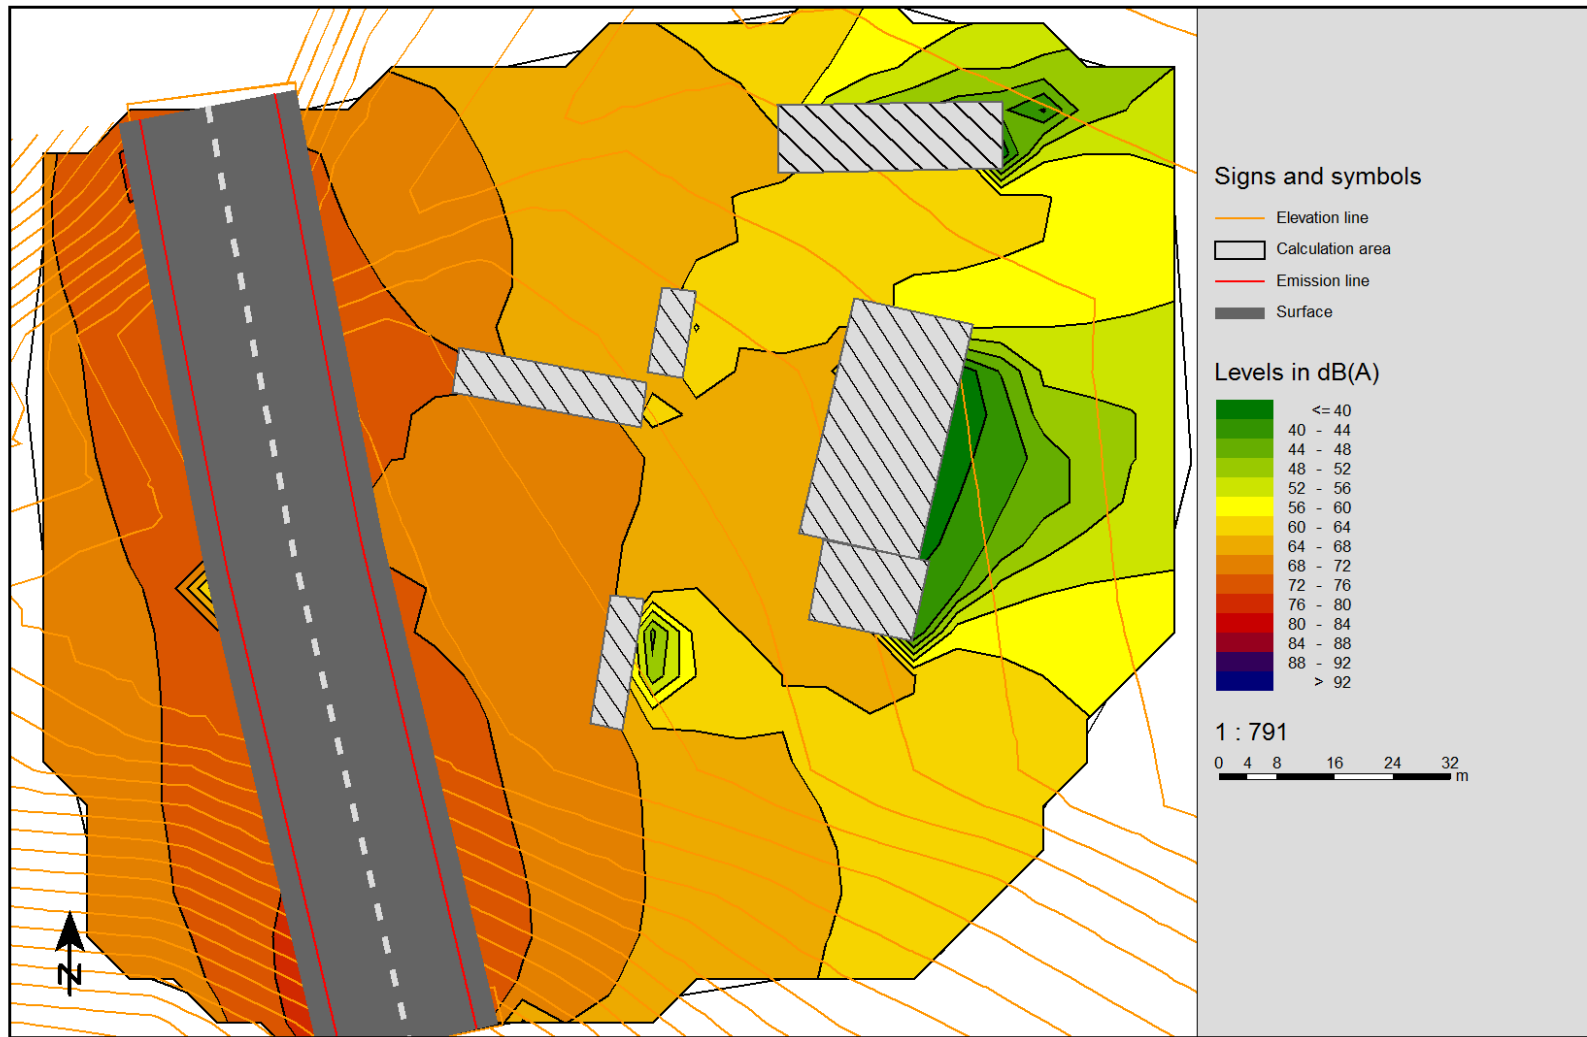 N
Signs and symbols
Elevation line
Calculation area
Emission line
Surface
Levels in dB(A)
<= 40
40 - 44
44 - 48
48 - 52
52 - 56
56 - 60
60 - 64
64 - 68
68 - 72
72 - 76
76 - 80
80 - 84
84 - 88
88 - 92
> 92
1 : 791
0 4 8 16 24 32
m